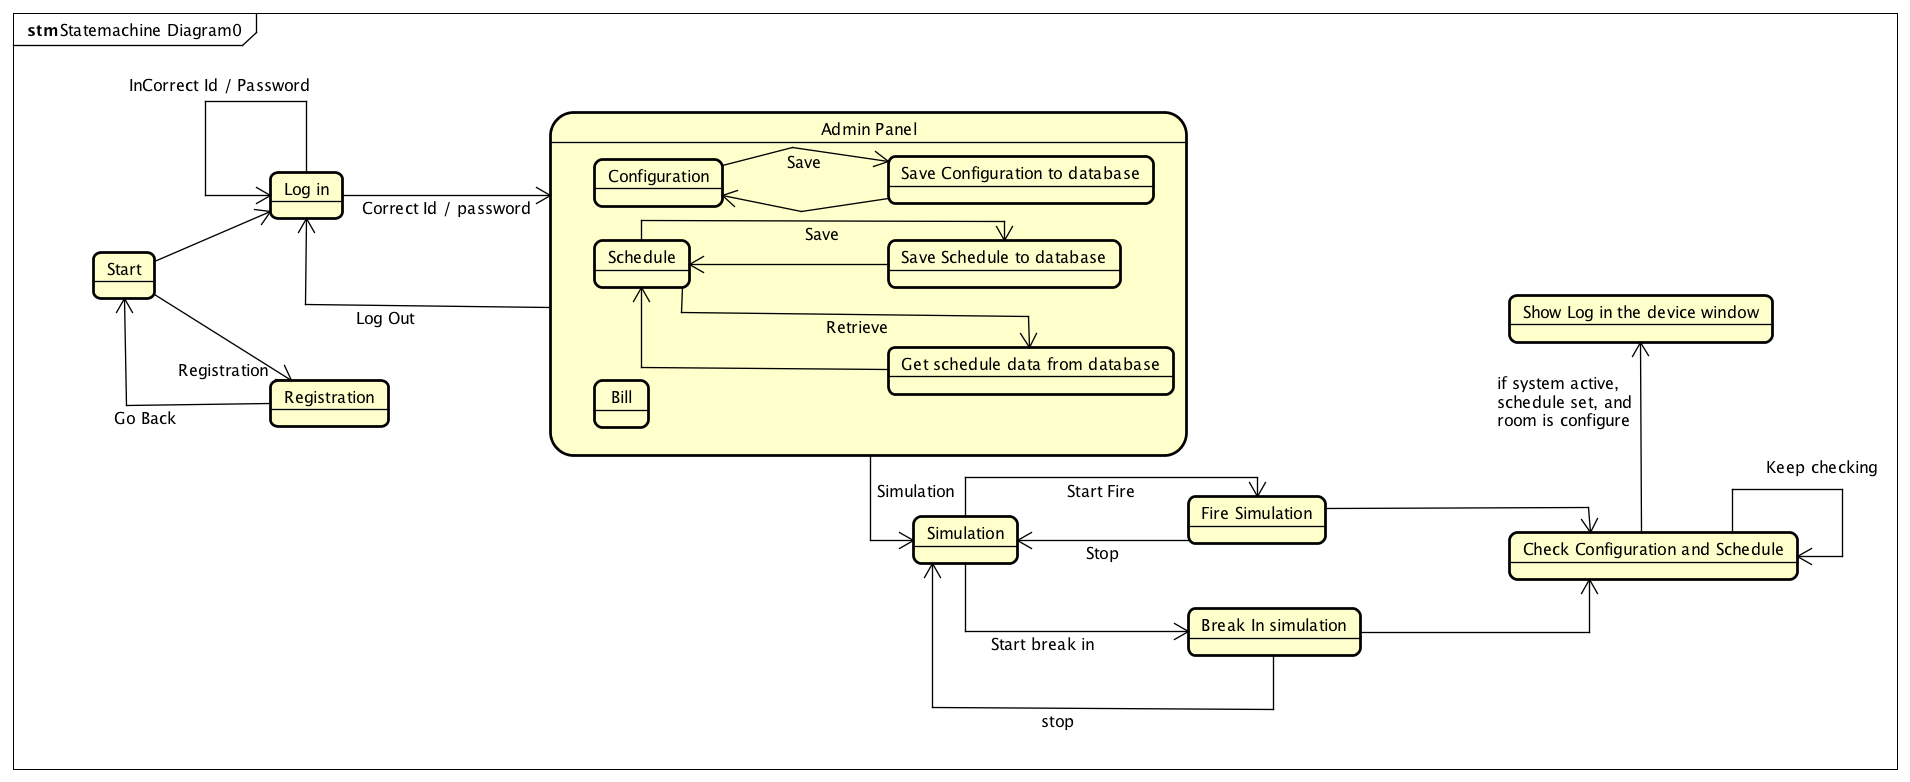 stm Statemachine Diagram0
InCorrect Id / Password
Log in
Correct Id / password
Start
Log Out
Registration
Registration
Go Back
Admin Panel
Configuration
Save
Save Configuration to database
Save
Schedule
Save Schedule to database
Retrieve
Get schedule data from database
Bill
Simulation
Simulation
Start Fire
Fire Simulation
Stop
Start break in
Break In simulation
stop
Show Log in the device window
if system active,
schedule set, and
room is configure
Keep checking
Check Configuration and Schedule